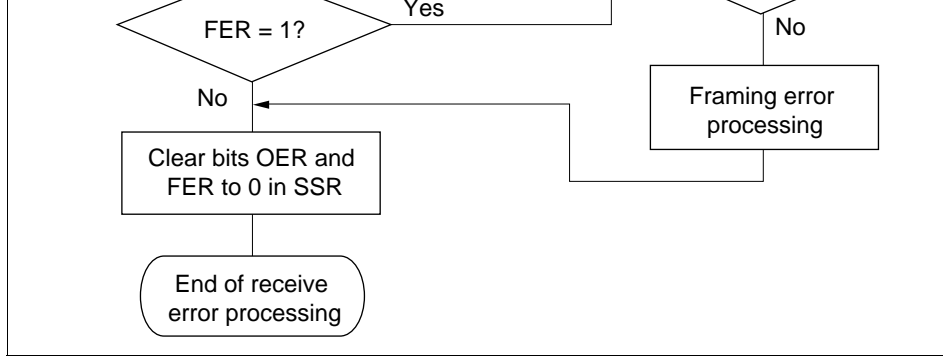 Yes
FER = 1?
No
No
Framing error
processing
Clear bits OER and
FER to 0 in SSR
End of receive
error processing